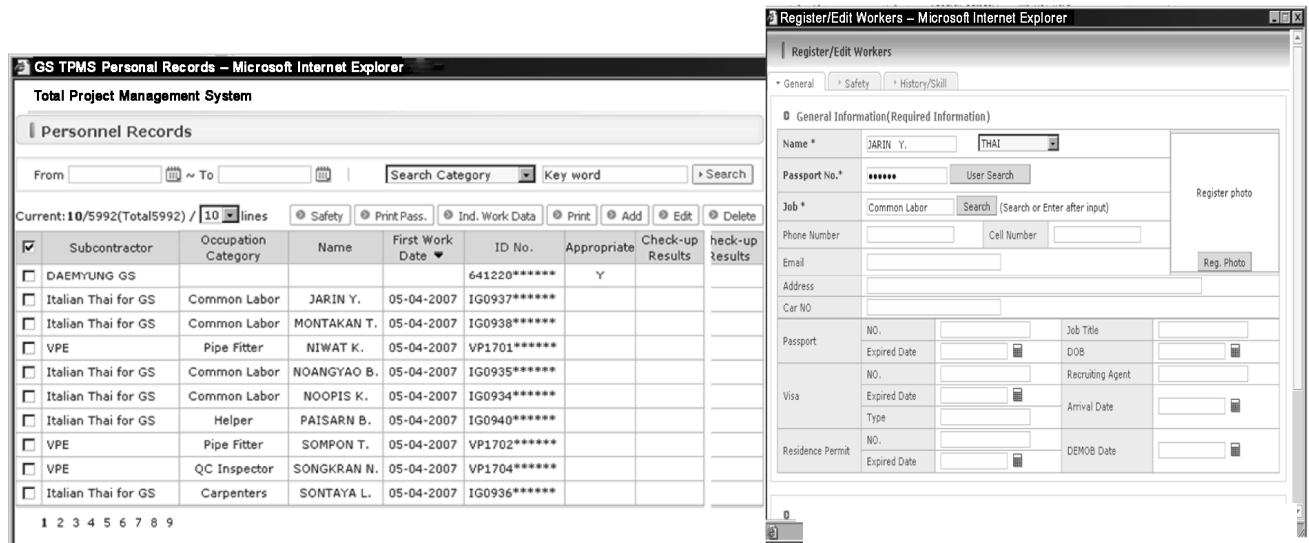 GS TPMS Personal Records – Microsoft Internet Explorer
Total Project Management System
Personnel Records
From ~ To Search Category Key word Search
Current:10/5992(Total5992) / 10 lines Safety Print Pass. Ind. Work Data Print Add Edit Delete
Subcontractor Occupation Category Name First Work Date ▼ ID No. Appropriate Check-up Results heck-up Results
DAEMYUNG GS 641220****** Y
Italian Thai for GS Common Labor JARIN Y. 05-04-2007 IG0937******
Italian Thai for GS Common Labor MONTAKAN T. 05-04-2007 IG0938******
VPE Pipe Fitter NIWAT K. 05-04-2007 VP1701******
Italian Thai for GS Common Labor NOANGYAO B. 05-04-2007 IG0935******
Italian Thai for GS Common Labor NOOPIS K. 05-04-2007 IG0934******
Italian Thai for GS Helper PAISARN B. 05-04-2007 IG0940******
VPE Pipe Fitter SOMPON T. 05-04-2007 VP1702******
VPE QC Inspector SONGKRAN N. 05-04-2007 VP1704******
Italian Thai for GS Carpenters SONTAYA L. 05-04-2007 IG0936******
1 2 3 4 5 6 7 8 9
Register/Edit Workers – Microsoft Internet Explorer
Register/Edit Workers
General Safety History/Skill
General Information(Required Information)
Name * JARIN Y. THAI
Passport No.* •••••• User Search
Register photo
Job * Common Labor Search (Search or Enter after input)
Phone Number Cell Number
Email Reg. Photo
Address
Car NO
Passport NO. Job Title
Expired Date DOB
Visa NO. Recruiting Agent
Expired Date Arrival Date
Type
Residence Permit NO. DEMOB Date
Expired Date